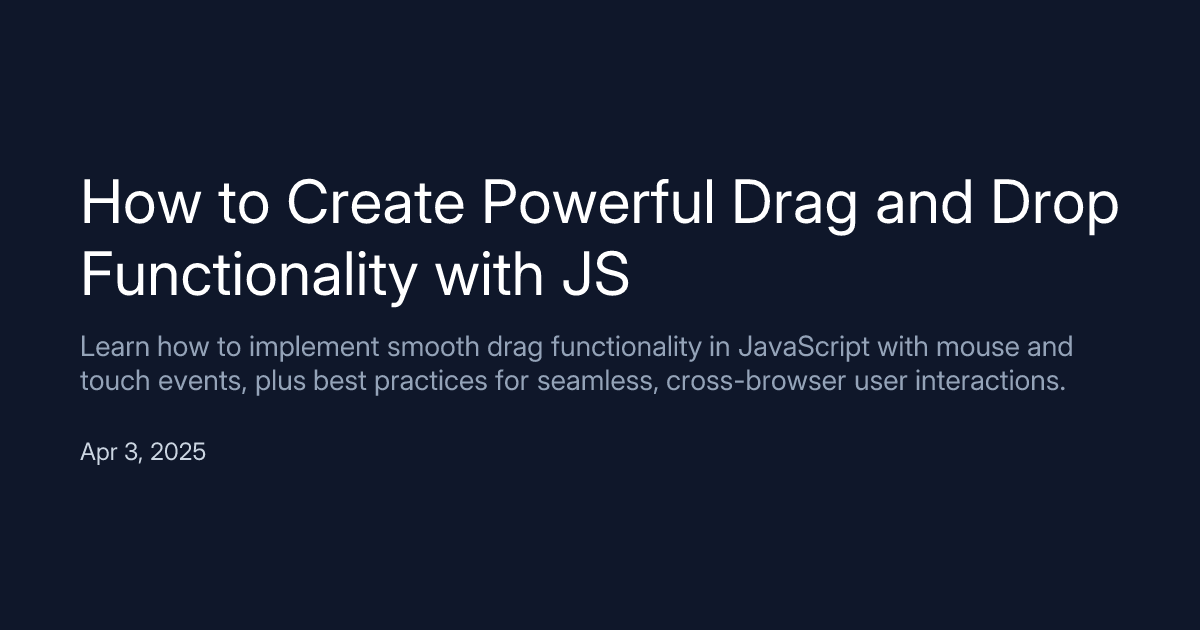 How to Create Powerful Drag and Drop
Functionality with JS
Learn how to implement smooth drag functionality in JavaScript with mouse and
touch events, plus best practices for seamless, cross-browser user interactions.
Apr 3, 2025